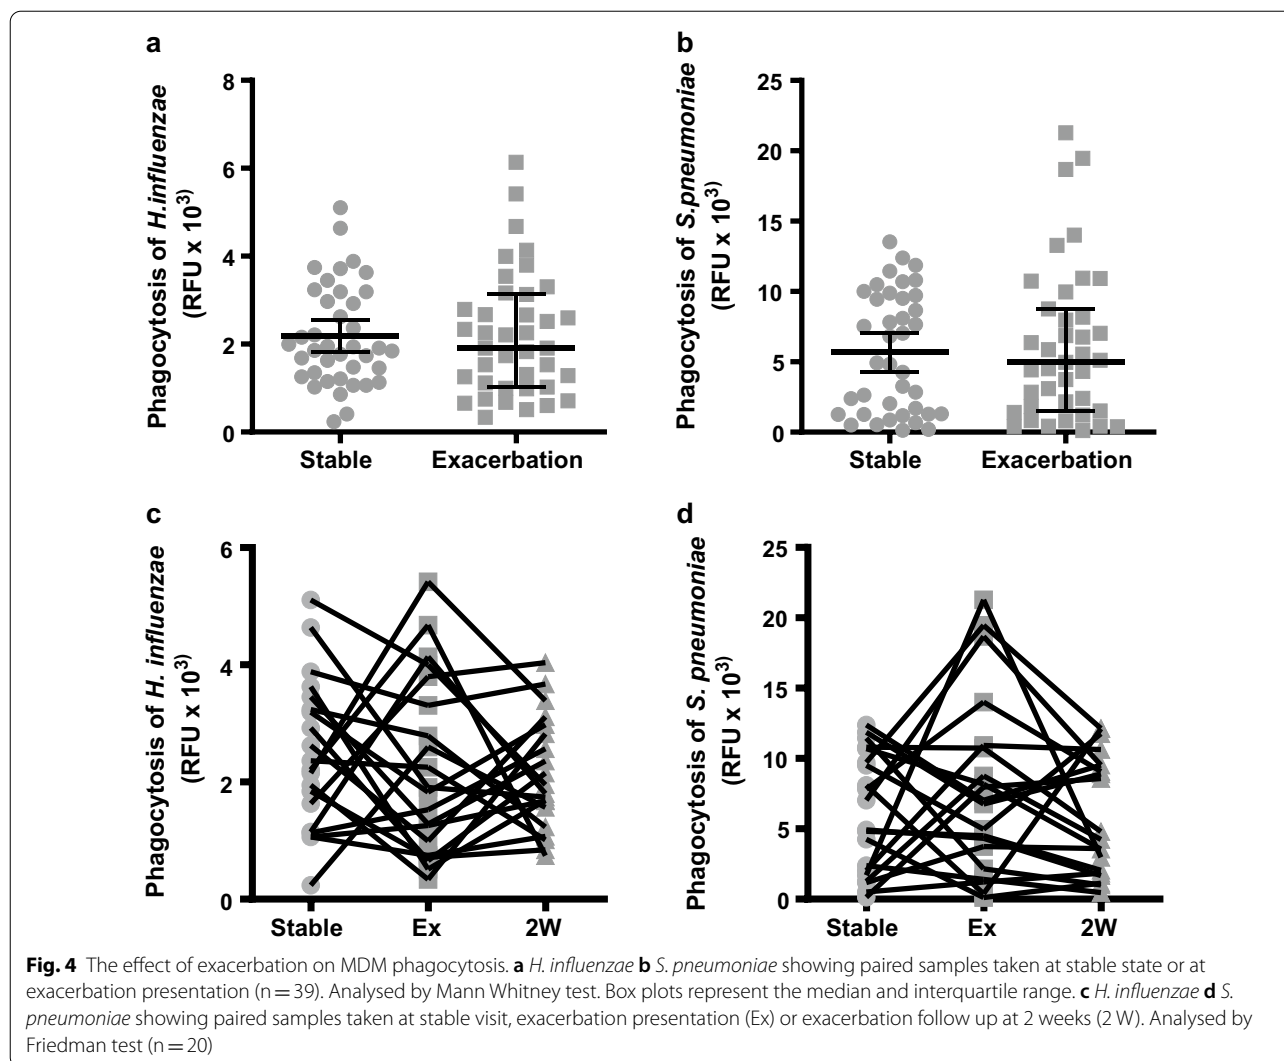 a
b
Phagocytosis of H.influenzae
(RFU x 10³)
8
6
4
2
0
Stable
Exacerbation
Phagocytosis of S.pneumoniae
(RFU x 10³)
25
20
15
10
5
0
Stable
Exacerbation
c
d
Phagocytosis of H. influenzae
(RFU x 10³)
6
4
2
0
Stable
Ex
2W
Phagocytosis of S. pneumoniae
(RFU x 10³)
25
20
15
10
5
0
Stable
Ex
2W
Fig. 4 The effect of exacerbation on MDM phagocytosis. a H. influenzae b S. pneumoniae showing paired samples taken at stable state or at
exacerbation presentation (n = 39). Analysed by Mann Whitney test. Box plots represent the median and interquartile range. c H. influenzae d S.
pneumoniae showing paired samples taken at stable visit, exacerbation presentation (Ex) or exacerbation follow up at 2 weeks (2 W). Analysed by
Friedman test (n = 20)